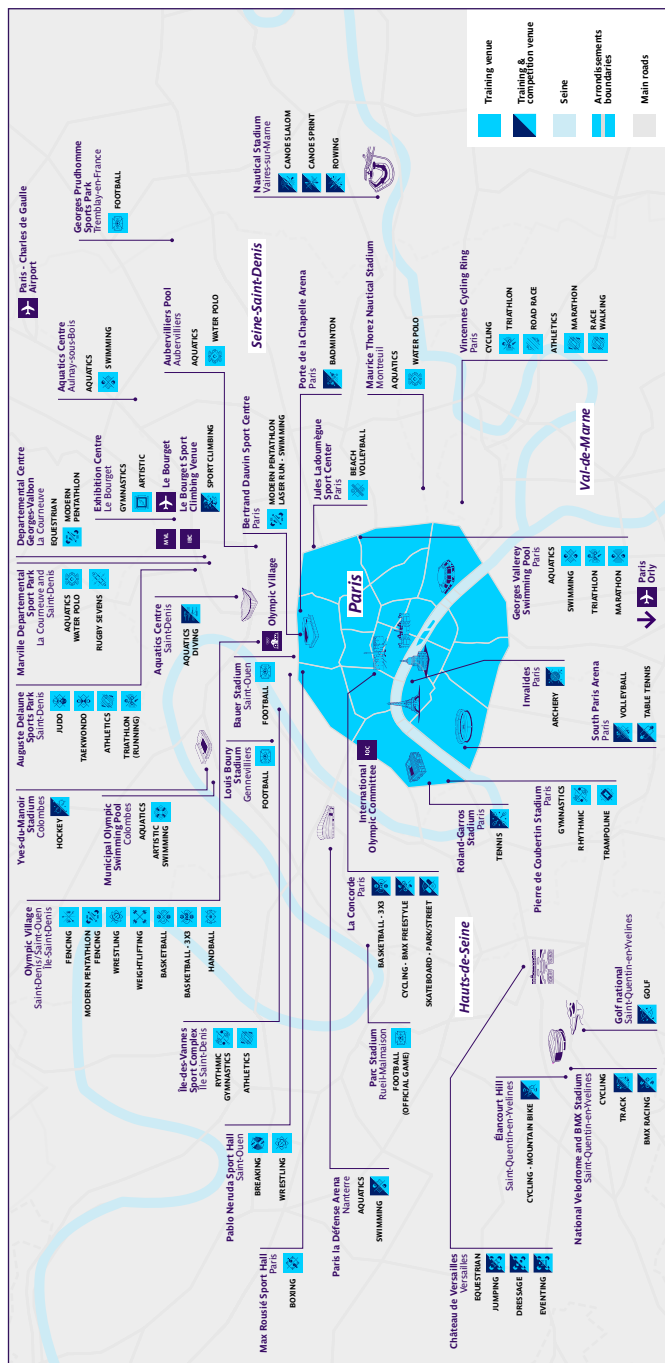 Paris - Charles de Gaulle
Airport
Georges Prudhomme
Sports Park
Tremblay-en-France
FOOTBALL
Nautical Stadium
Vaires-sur-Marne
CANOE SLALOM
CANOE SPRINT
ROWING
Training venue
Training &
competition venue
Seine
Arrondissements
boundaries
Main roads
Aquatics Centre
Aulnay-sous-Bois
AQUATICS
SWIMMING
Aubervilliers Pool
Aubervilliers
AQUATICS
WATER POLO
Seine-Saint-Denis
Porte de la Chapelle Arena
Paris
BADMINTON
Maurice Thorez Nautical Stadium
Montreuil
AQUATICS
WATER POLO
Vincennes Cycling Ring
Paris
CYCLING
TRIATHLON
ROAD RACE
ATHLETICS
MARATHON
RACE
WALKING
Departmental Centre
Georges-Valbon
La Courneuve
EQUESTRIAN
MODERN
PENTATHLON
Exhibition Centre
Le Bourget
GYMNASTICS
ARTISTIC
Le Bourget
Le Bourget Sport
Climbing Venue
SPORT CLIMBING
MVL
IBC
Bertrand Dauvin Sport Centre
Paris
MODERN PENTATHLON
LASER RUN - SWIMMING
Jules Ladoumègue
Sport Center
Paris
BEACH
VOLLEYBALL
Val-de-Marne
Marville Departmental
Sport Park
La Courneuve and
Saint-Denis
AQUATICS
WATER POLO
RUGBY SEVENS
Aquatics Centre
Saint-Denis
AQUATICS
DIVING
Olympic Village
Paris
Georges Vallerey
Swimming Pool
Paris
AQUATICS
SWIMMING
TRIATHLON
MARATHON
Paris
Orly
Auguste Delaune
Sports Park
Saint-Denis
JUDO
TAEKWONDO
ATHLETICS
TRIATHLON
(RUNNING)
Bauer Stadium
Saint-Ouen
FOOTBALL
Invalides
Paris
ARCHERY
South Paris Arena
Paris
VOLLEYBALL
TABLE TENNIS
Yves-du-Manoir
Stadium
Colombes
HOCKEY
Municipal Olympic
Swimming Pool
Colombes
AQUATICS
ARTISTIC
SWIMMING
Louis Boury
Stadium
Gennevilliers
FOOTBALL
IOC
International
Olympic Committee
Roland-Garros
Stadium
Paris
TENNIS
Pierre de Coubertin Stadium
Paris
GYMNASTICS
RHYTHMIC
TRAMPOLINE
Olympic Village
Saint-Denis/Saint-Ouen
Île-Saint-Denis
FENCING
MODERN PENTATHLON
FENCING
WRESTLING
WEIGHTLIFTING
BASKETBALL
BASKETBALL - 3X3
HANDBALL
Île-des-Vannes
Sport Complex
Île Saint-Denis
RYTHMIC
GYMNASTICS
ATHLETICS
La Concorde
Paris
BASKETBALL - 3X3
CYCLING - BMX FREESTYLE
SKATEBOARD - PARK/STREET
Hauts-de-Seine
Golf national
Saint-Quentin-en-Yvelines
GOLF
Parc Stadium
Rueil-Malmaison
FOOTBALL
(OFFICIAL GAME)
Élancourt Hill
Saint-Quentin-en-Yvelines
CYCLING - MOUNTAIN BIKE
National Velodrome and BMX Stadium
Saint-Quentin-en-Yvelines
CYCLING
TRACK
BMX RACING
Pablo Neruda Sport Hall
Saint-Ouen
BREAKING
WRESTLING
Paris la Défense Arena
Nanterre
AQUATICS
SWIMMING
Max Rousié Sport Hall
Paris
BOXING
Château de Versailles
Versailles
EQUESTRIAN
JUMPING
DRESSAGE
EVENTING